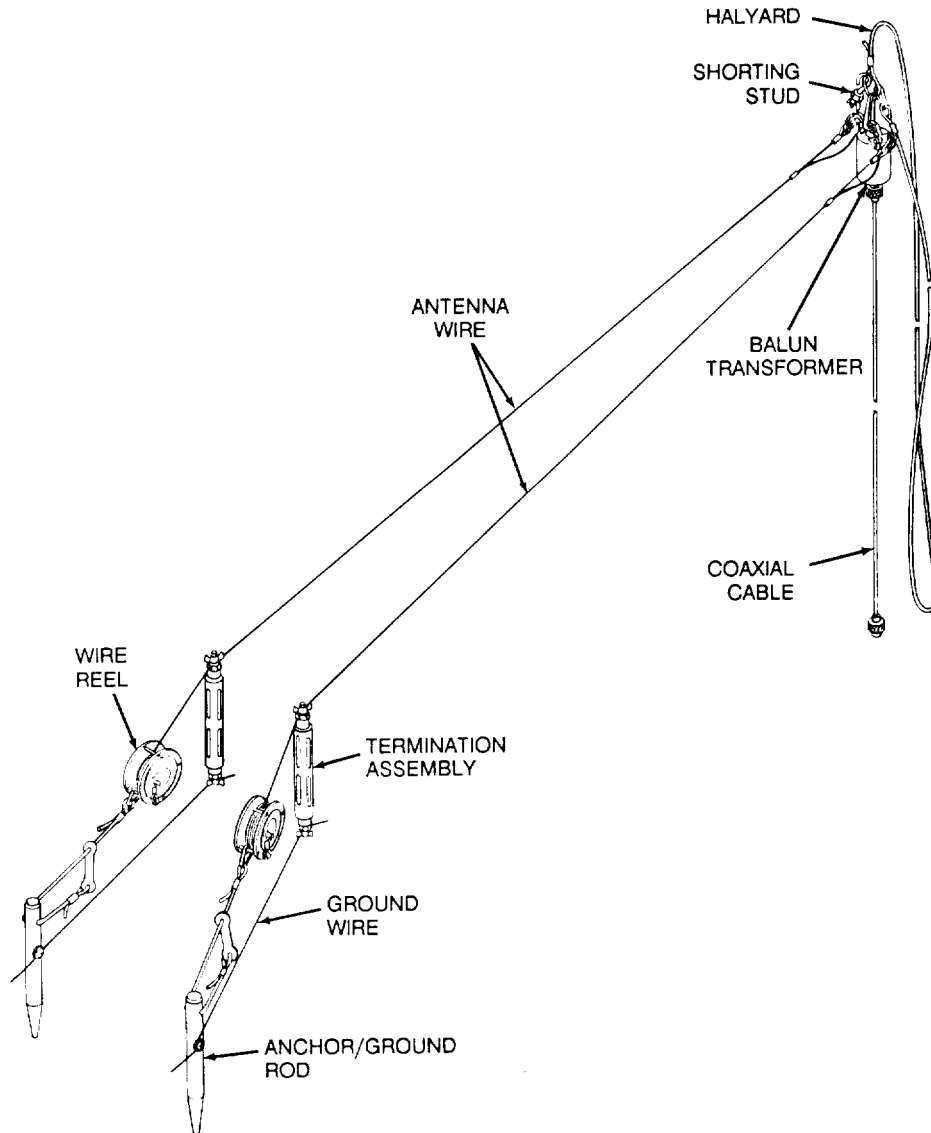 HALYARD
SHORTING
STUD
ANTENNA
WIRE
BALUN
TRANSFORMER
COAXIAL
CABLE
WIRE
REEL
TERMINATION
ASSEMBLY
GROUND
WIRE
ANCHOR/GROUND
ROD